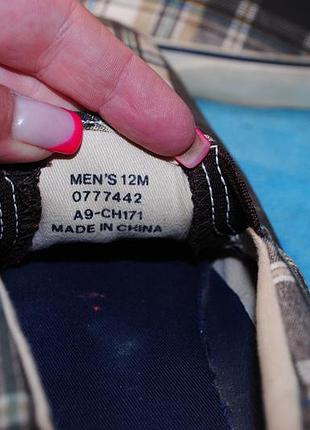 MEN'S 12M
0777442
A9-CH171
MADE IN CHINA